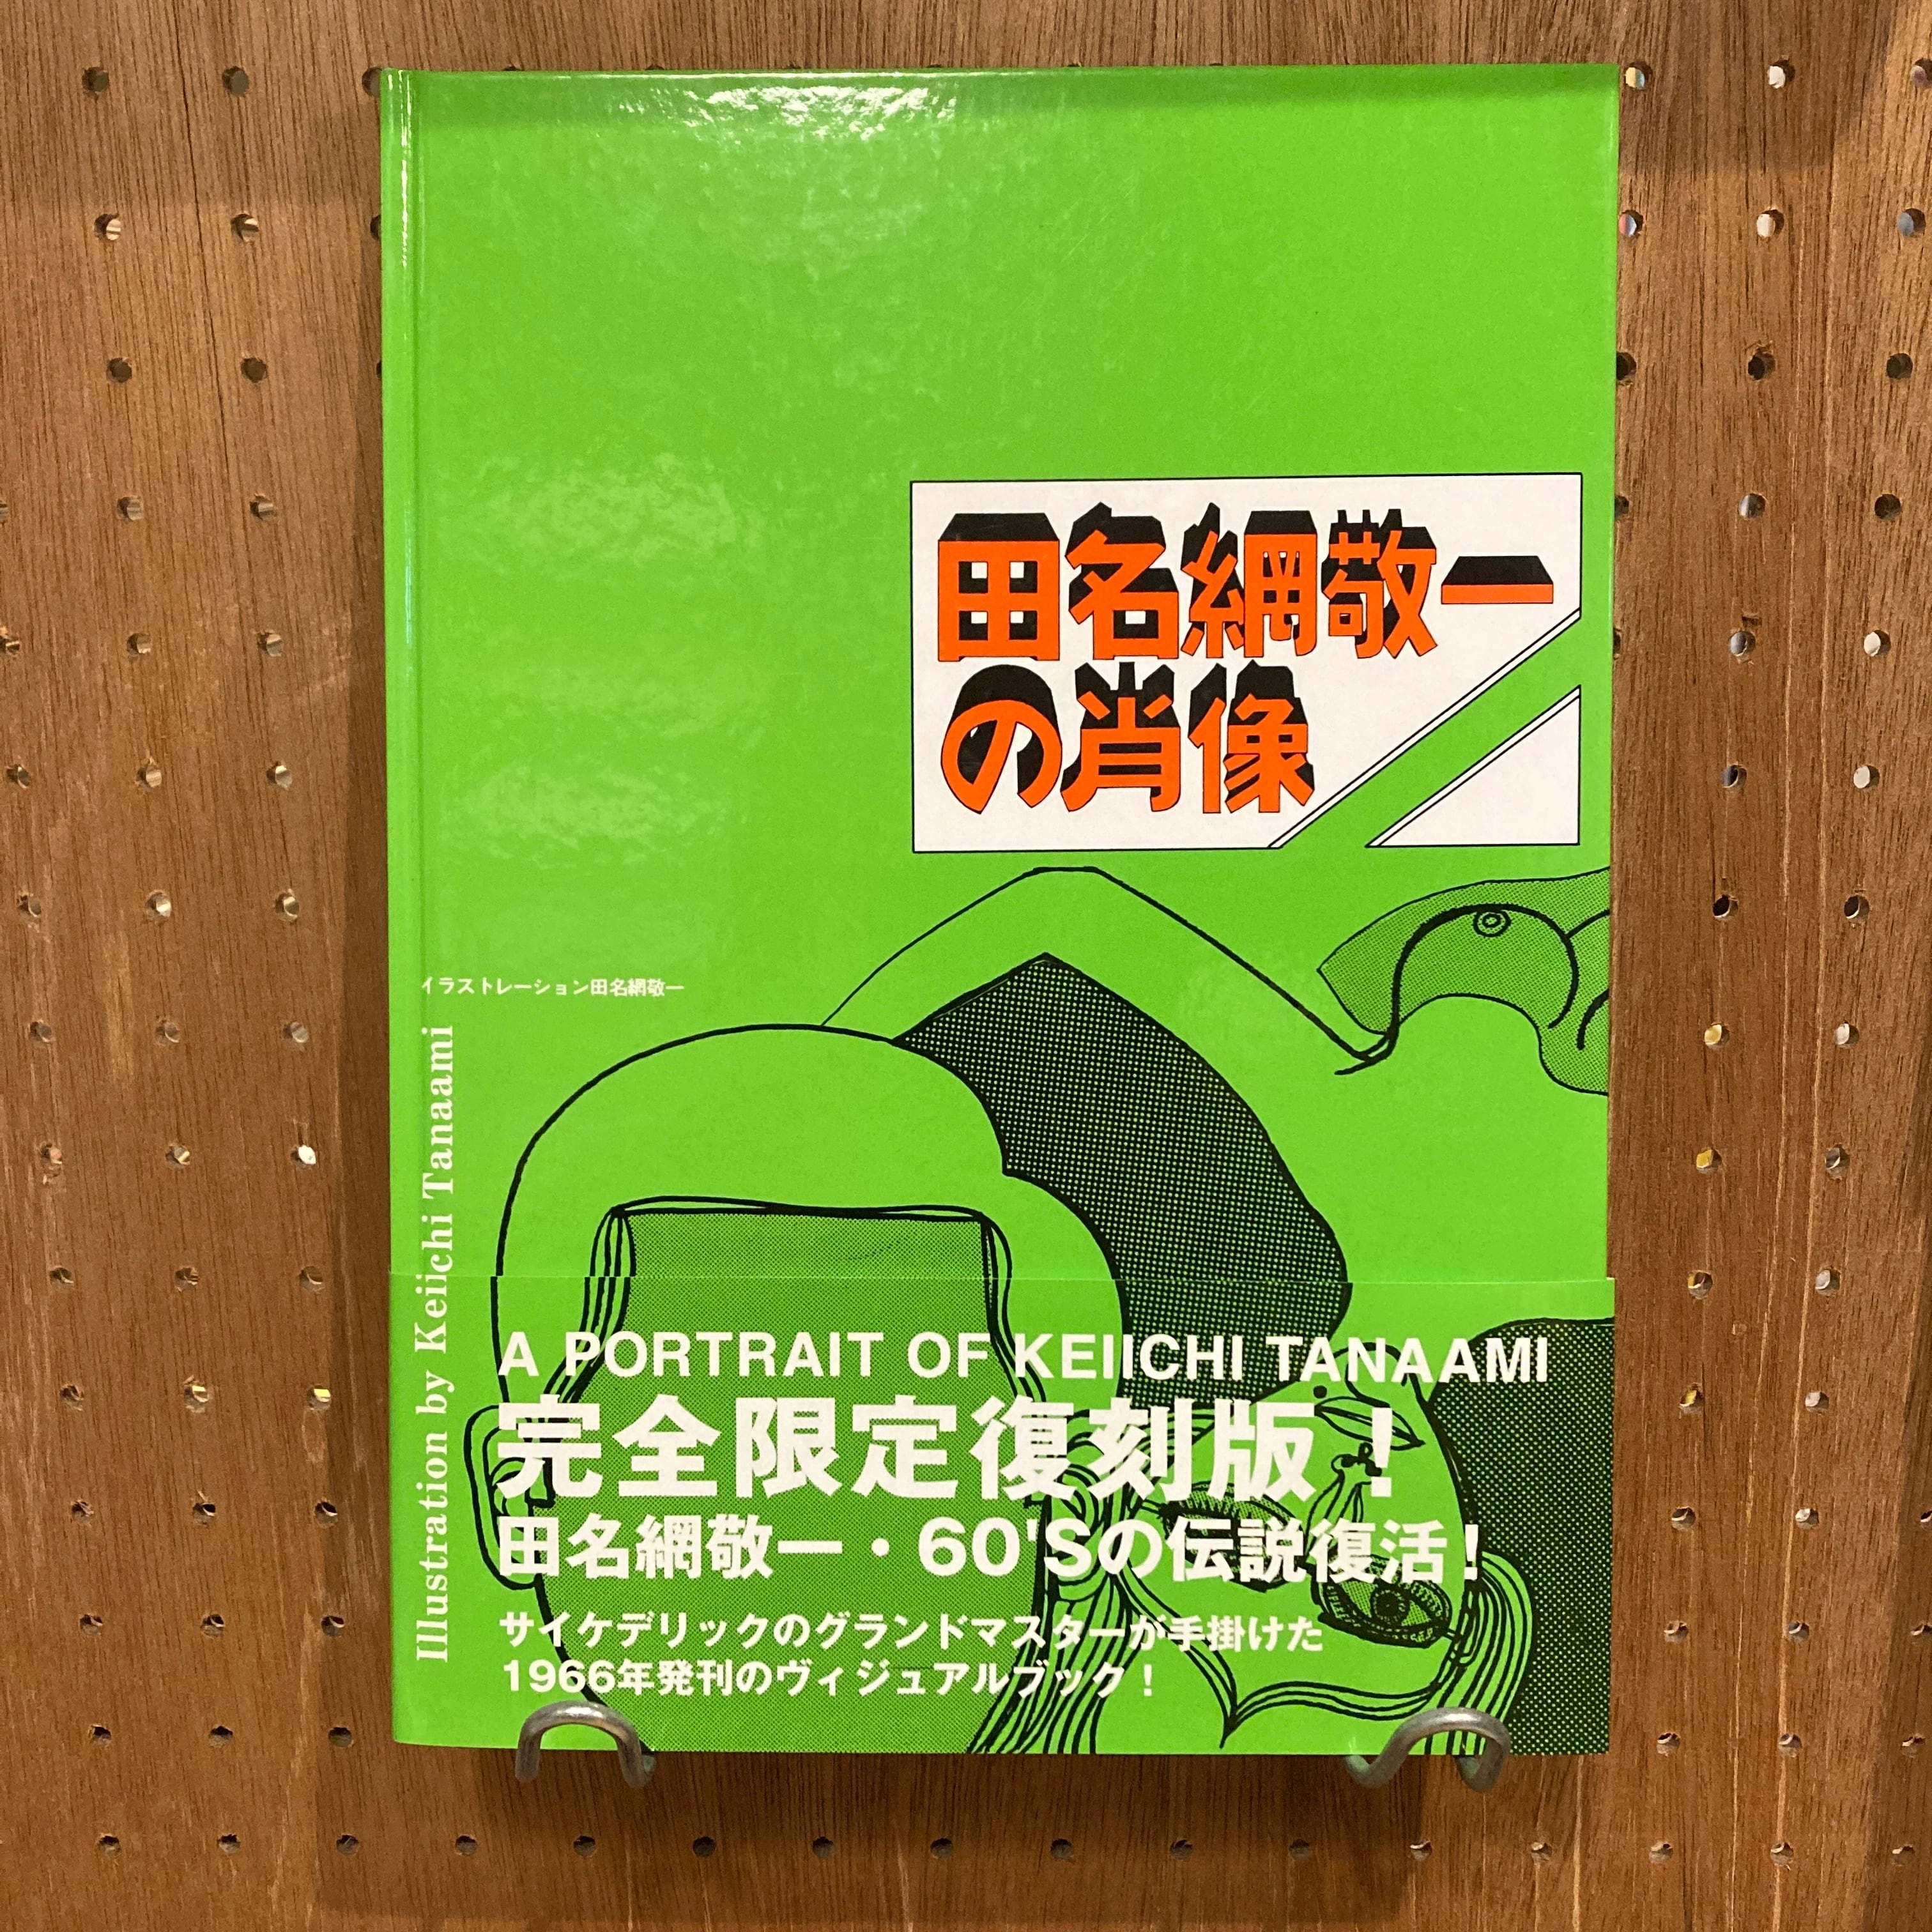 田名網敬一
の肖像
イラストレーション田名網敬一
Illustration by Keiichi Tanaami
A PORTRAIT OF KEIICHI TANAAMI
完全限定復刻版！
田名網敬一・60'Sの伝説復活！
サイケデリックのグランドマスターが手掛けた
1966年発刊のヴィジュアルブック！